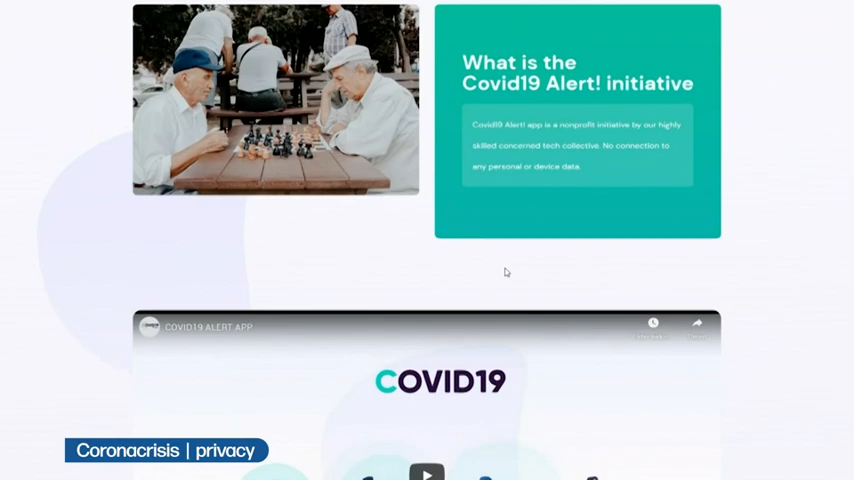 What is the
Covid19 Alert! initiative
Covid19 Alert! app is a nonprofit initiative by our highly
skilled concerned tech collective. No connection to
any personal or device data.
COVID19 ALERT APP
COVID19
Coronacrisis | privacy